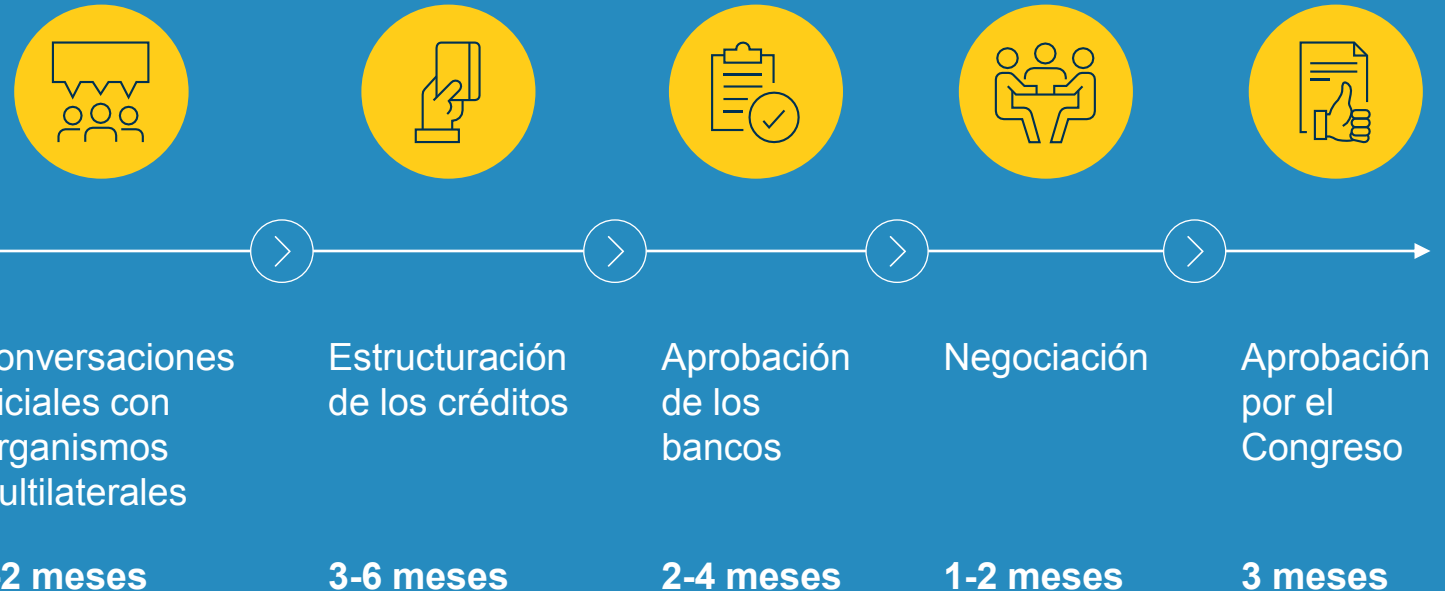 onversaciones
iciales con
rganismos
ultilaterales
-2 meses
Estructuración
de los créditos
3-6 meses
Aprobación
de los
bancos
2-4 meses
Negociación
1-2 meses
Aprobación
por el
Congreso
3 meses